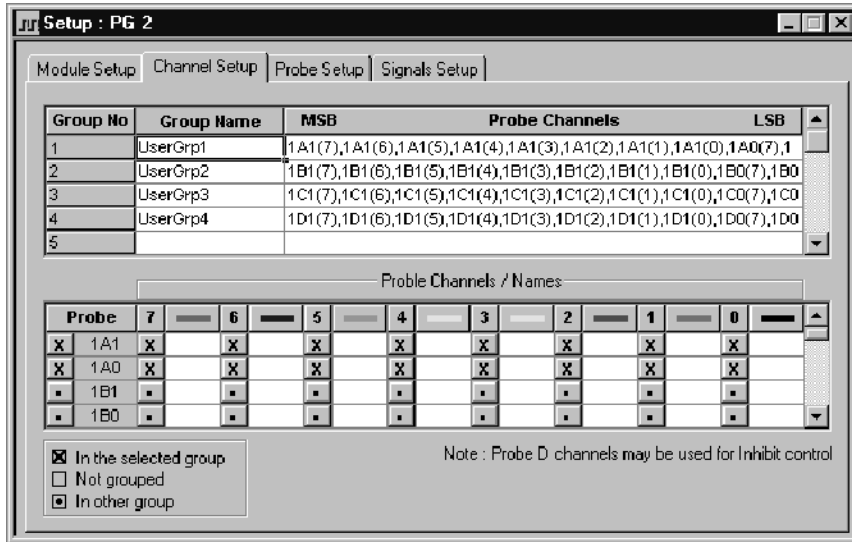 Setup : PG 2
Module Setup Channel Setup Probe Setup Signals Setup
Group No Group Name MSB Probe Channels LSB
1 UserGrp1 1A1(7),1A1(6),1A1(5),1A1(4),1A1(3),1A1(2),1A1(1),1A1(0),1A0(7),1
2 UserGrp2 1B1(7),1B1(6),1B1(5),1B1(4),1B1(3),1B1(2),1B1(1),1B1(0),1B0(7),1B0
3 UserGrp3 1C1(7),1C1(6),1C1(5),1C1(4),1C1(3),1C1(2),1C1(1),1C1(0),1C0(7),1C0
4 UserGrp4 1D1(7),1D1(6),1D1(5),1D1(4),1D1(3),1D1(2),1D1(1),1D1(0),1D0(7),1D0
5
Proble Channels / Names
Probe 7 6 5 4 3 2 1 0
X 1A1 X X X X X X X X
X 1A0 X X X X X X X X
1B1
1B0
In the selected group
Not grouped
In other group
Note : Probe D channels may be used for Inhibit control